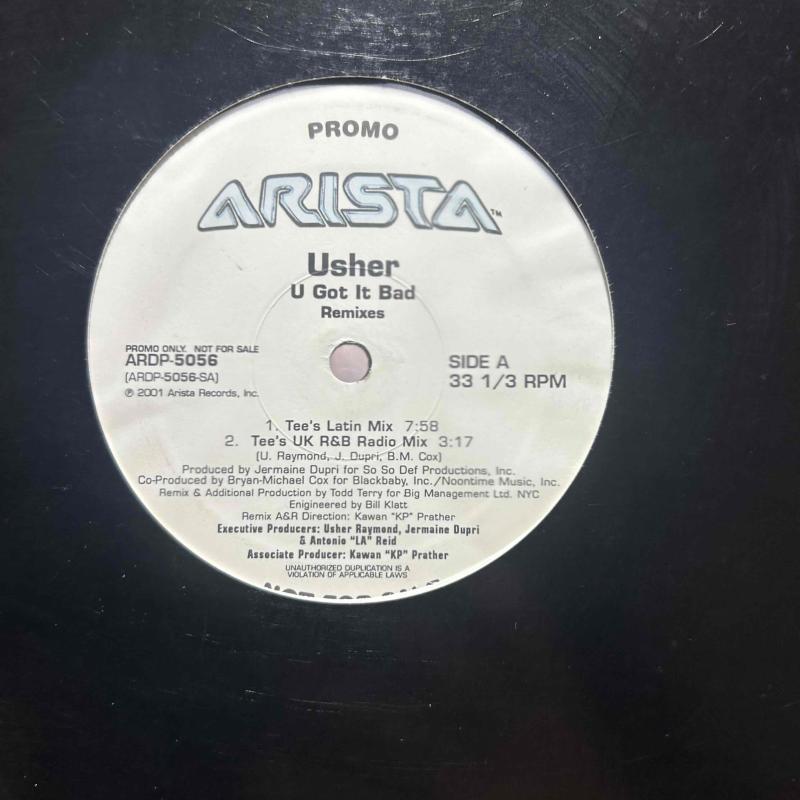 PROMO
ARISTA™
Usher
U Got It Bad
Remixes
PROMO ONLY. NOT FOR SALE
ARDP-5056
(ARDP-5056-SA)
℗ 2001 Arista Records, Inc.
SIDE A
33 1/3 RPM
1. Tee's Latin Mix 7:58
2. Tee's UK R&B Radio Mix 3:17
(U. Raymond, J. Dupri, B.M. Cox)
Produced by Jermaine Dupri for So So Def Productions, Inc.
Co-Produced by Bryan-Michael Cox for Blackbaby, Inc./Noontime Music, Inc.
Remix & Additional Production by Todd Terry for Big Management Ltd. NYC
Enigineered by Bill Klatt
Remix A&R Direction: Kawan "KP" Prather
Executive Producers: Usher Raymond, Jermaine Dupri
& Antonio "LA" Reid
Associate Producer: Kawan "KP" Prather
UNAUTHORIZED DUPLICATION IS A
VIOLATION OF APPLICABLE LAWS